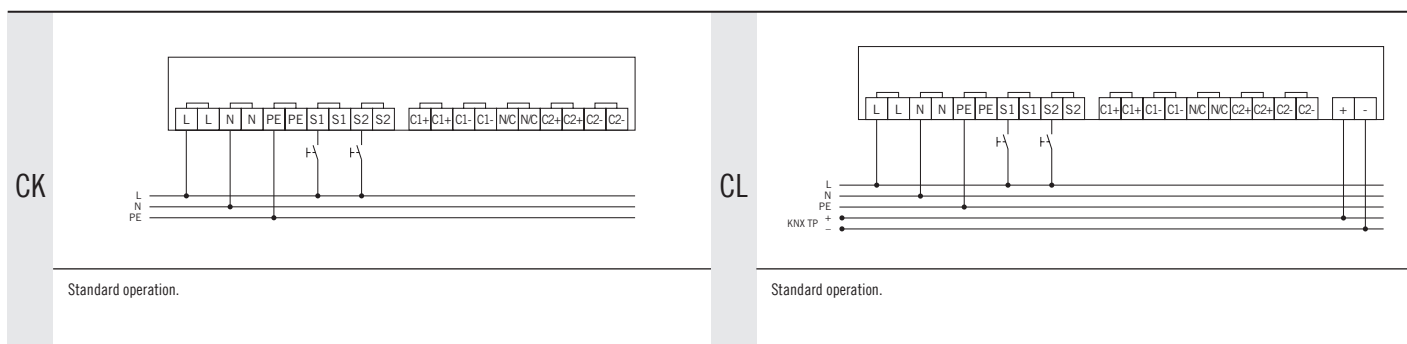 CK
L L N N PE PE S1 S1 S2 S2 C1+ C1+ C1- C1- N/C N/C C2+ C2+ C2- C2-
L
N
PE
Standard operation.
CL
L L N N PE PE S1 S1 S2 S2 C1+ C1+ C1- C1- N/C N/C C2+ C2+ C2- C2- + -
L
N
PE
KNX TP +
–
Standard operation.